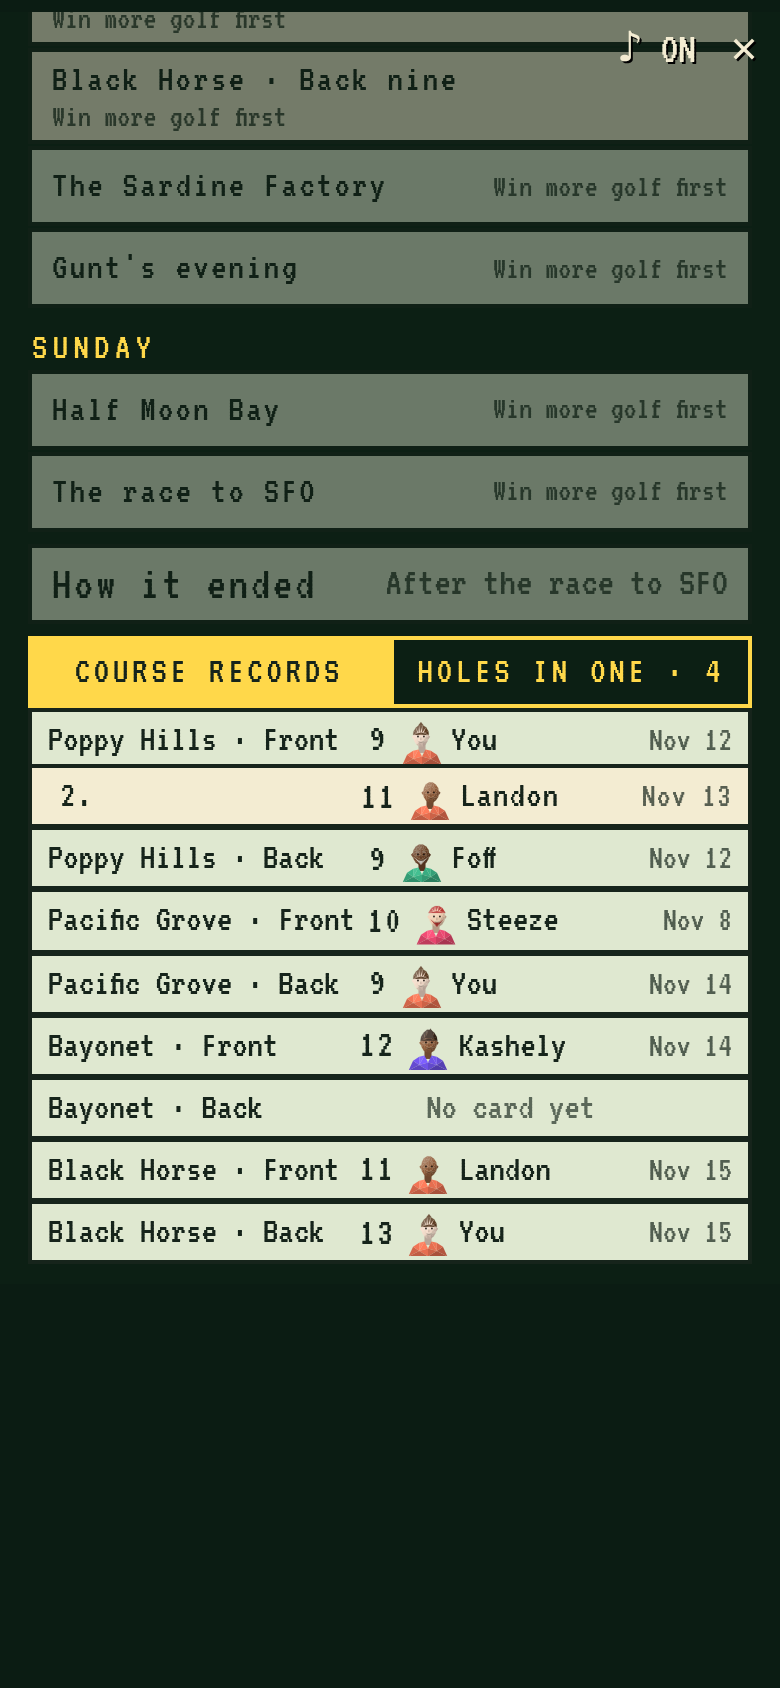 Win more golf first
♪ ON ×
Black Horse · Back nine
Win more golf first
The Sardine Factory Win more golf first
Gunt's evening Win more golf first
SUNDAY
Half Moon Bay Win more golf first
The race to SFO Win more golf first
How it ended After the race to SFO
COURSE RECORDS HOLES IN ONE · 4
Poppy Hills · Front 9 You Nov 12
2. 11 Landon Nov 13
Poppy Hills · Back 9 Foff Nov 12
Pacific Grove · Front 10 Steeze Nov 8
Pacific Grove · Back 9 You Nov 14
Bayonet · Front 12 Kashely Nov 14
Bayonet · Back No card yet
Black Horse · Front 11 Landon Nov 15
Black Horse · Back 13 You Nov 15